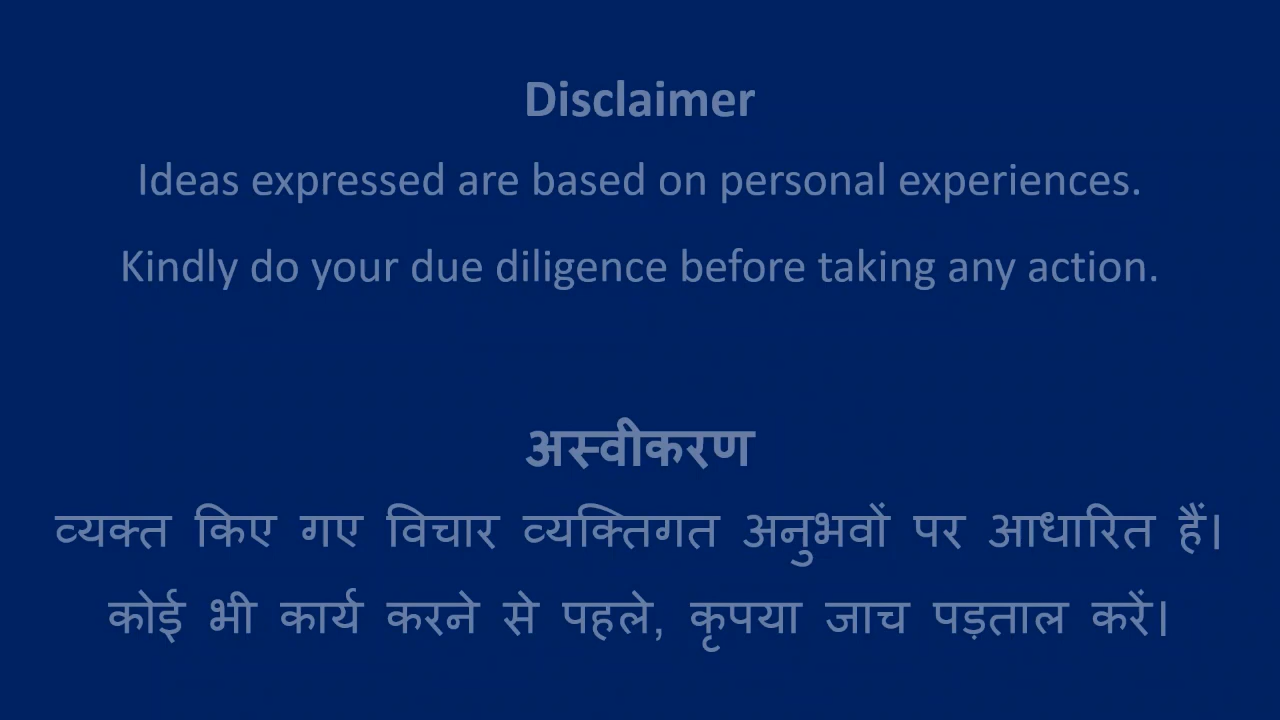 Disclaimer
Ideas expressed are based on personal experiences.
Kindly do your due diligence before taking any action.
अस्वीकरण
व्यक्त किए गए विचार व्यक्तिगत अनुभवों पर आधारित हैं।
कोई भी कार्य करने से पहले, कृपया जाच पड़ताल करें।